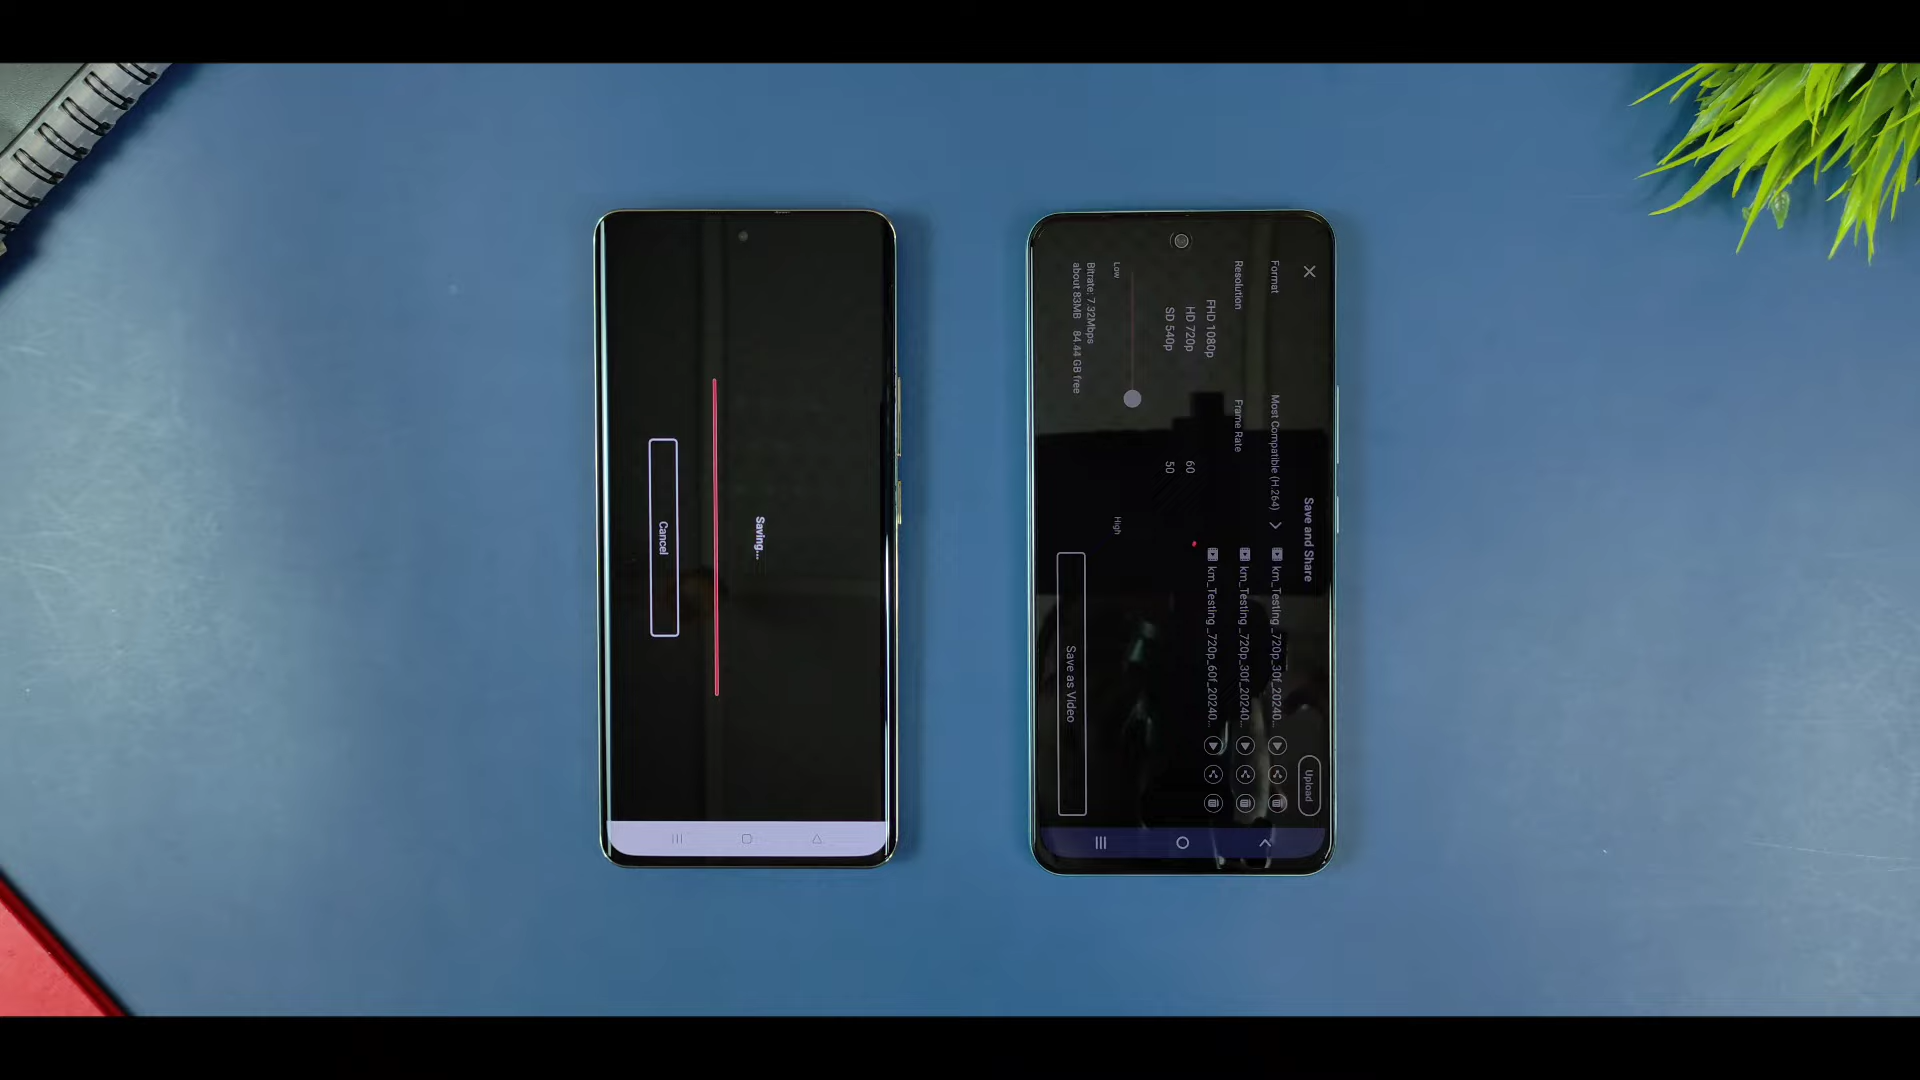 Saving...
Cancel
Save and Share
Upload
Format
Most Compatible (H.264)
Resolution
Frame Rate
FHD 1080p
HD 720p
SD 540p
60
50
Low
High
Bitrate: 7.32Mbps
about 83MB 84.44 GB free
km_Testing_720p_30f_20240...
km_Testing_720p_30f_20240...
km_Testing_720p_60f_20240...
Save as Video